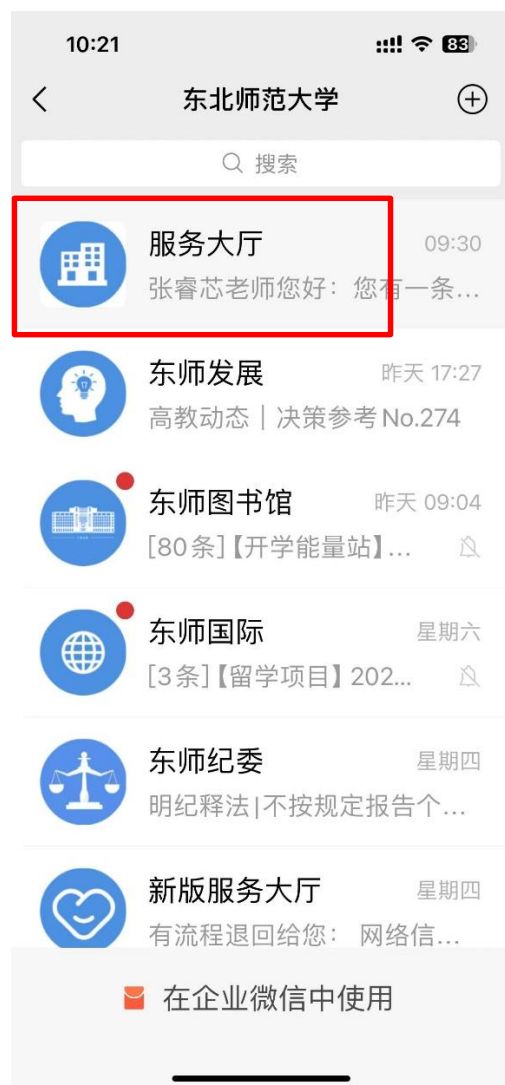 10:21
83
东北师范大学
搜索
服务大厅
09:30
张睿芯老师您好：您有一条...
东师发展
昨天 17:27
高教动态｜决策参考 No.274
东师图书馆
昨天 09:04
[80条]【开学能量站】...
东师国际
星期六
[3条]【留学项目】202...
东师纪委
星期四
明纪释法|不按规定报告个...
新版服务大厅
星期四
有流程退回给您： 网络信...
在企业微信中使用